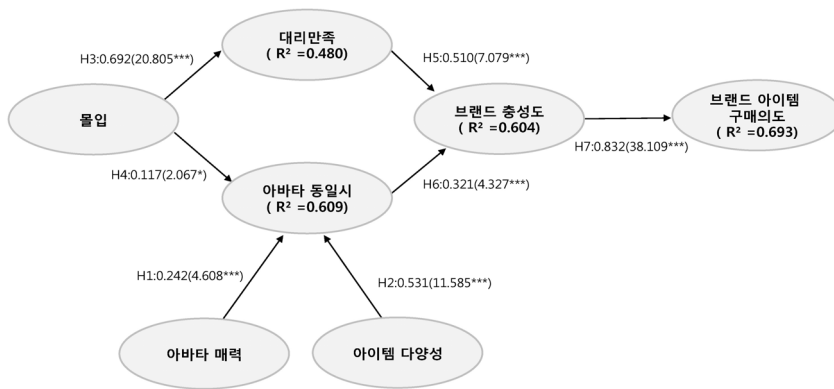 대리만족
( R² =0.480)
H3:0.692(20.805***)
H5:0.510(7.079***)
몰입
브랜드 충성도
( R² =0.604)
브랜드 아이템
구매의도
( R² =0.693)
H7:0.832(38.109***)
H4:0.117(2.067*)
아바타 동일시
( R² =0.609)
H6:0.321(4.327***)
H1:0.242(4.608***)
H2:0.531(11.585***)
아바타 매력
아이템 다양성